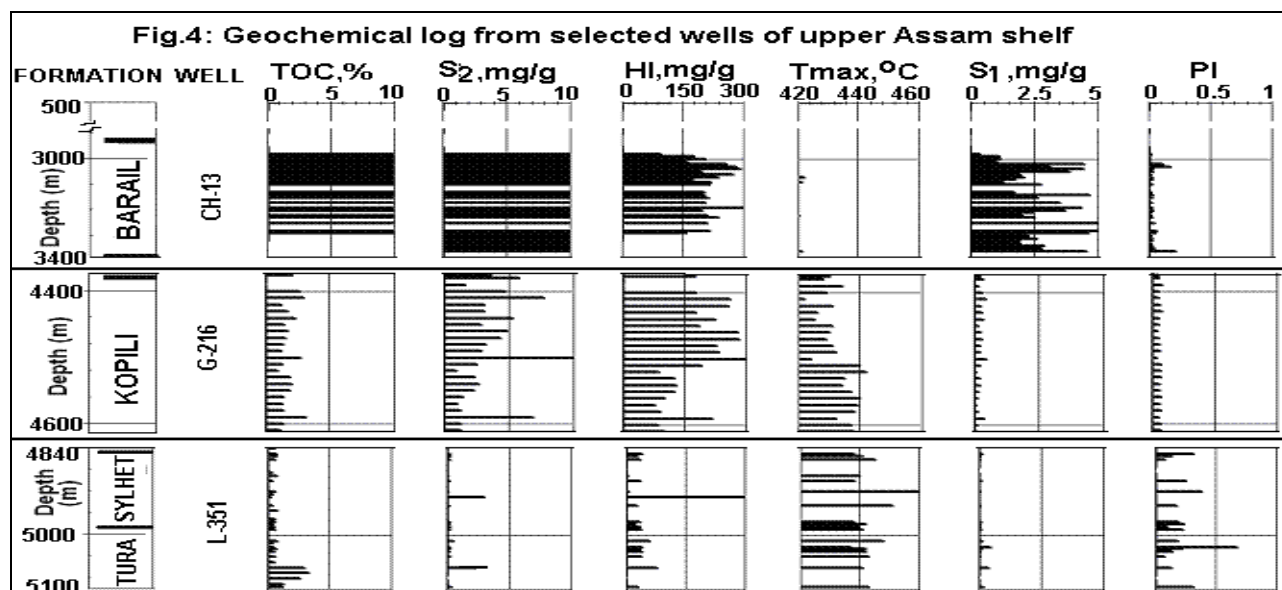 Fig.4: Geochemical log from selected wells of upper Assam shelf
FORMATION WELL TOC,% S2,mg/g HI,mg/g Tmax,ºC S1,mg/g PI
0 10 0 5 10 0 150 300 420 440 460 0 2.5 5 0 0.5 1
500
3000
Depth (m)
BARAIL
CH-13
3400
4400
Depth (m)
KOPILI
G-216
4600
4840
Depth (m)
SYLHET
L-351
5000
TURA
5100